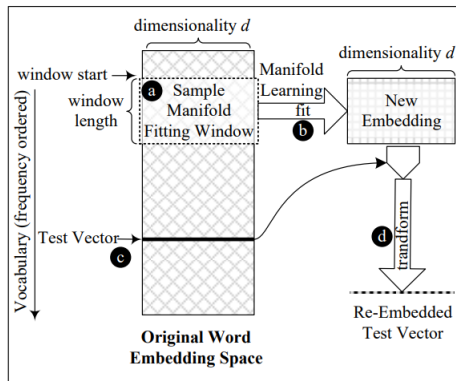 dimensionality d
window start
a
Sample
Manifold
Fitting Window
window
length
Manifold
Learning
fit
b
dimensionality d
New
Embedding
Vocabulary (frequency ordered)
Test Vector
c
d
trandform
Re-Embedded
Test Vector
Original Word
Embedding Space